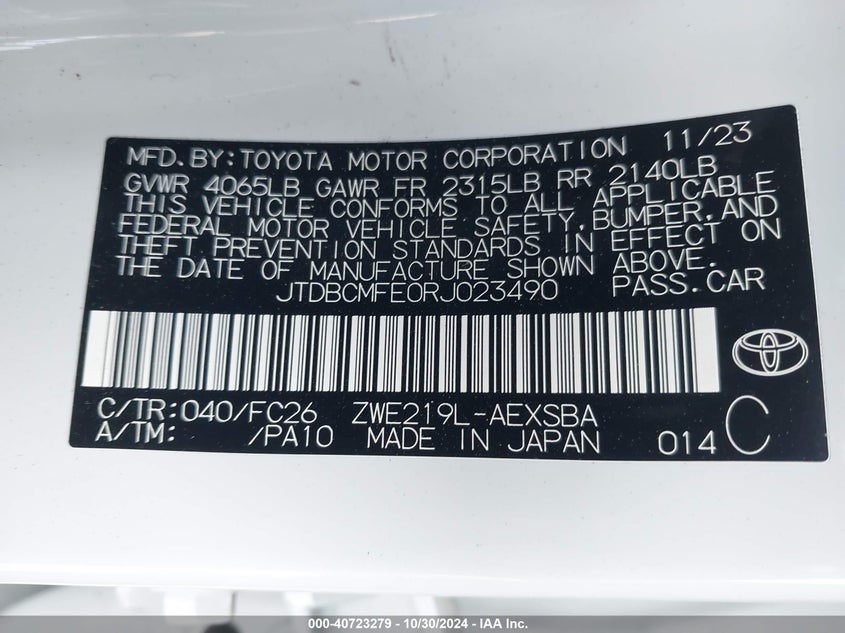 MFD.BY:TOYOTA MOTOR CORPORATION 11/23
GVWR 4065LB GAWR FR 2315LB RR 2140LB
THIS VEHICLE CONFORMS TO ALL APPLICABLE
FEDERAL MOTOR VEHICLE SAFETY, BUMPER, AND
THEFT PREVENTION STANDARDS IN EFFECT ON
THE DATE OF MANUFACTURE SHOWN ABOVE.
JTDBCMFE0RJ023490 PASS.CAR
C/TR:040/FC26 ZWE219L-AEXSBA
A/TM: /PA10 MADE IN JAPAN 014 C
000-40723279 - 10/30/2024 - IAA Inc.